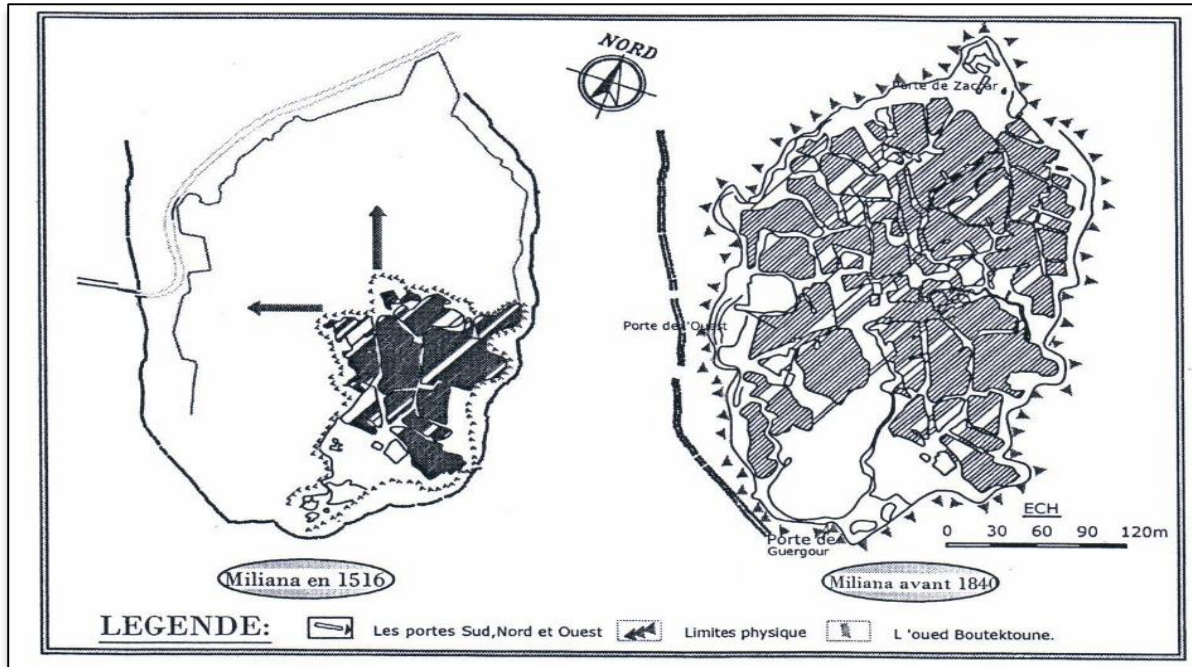 NORD
Porte de Zaccar
Porte de l'Ouest
Porte de
Guergour
ECH
0 30 60 90 120m
Miliana en 1516
Miliana avant 1840
LEGENDE:
Les portes Sud,Nord et Ouest
Limites physique
L 'oued Boutektoune.